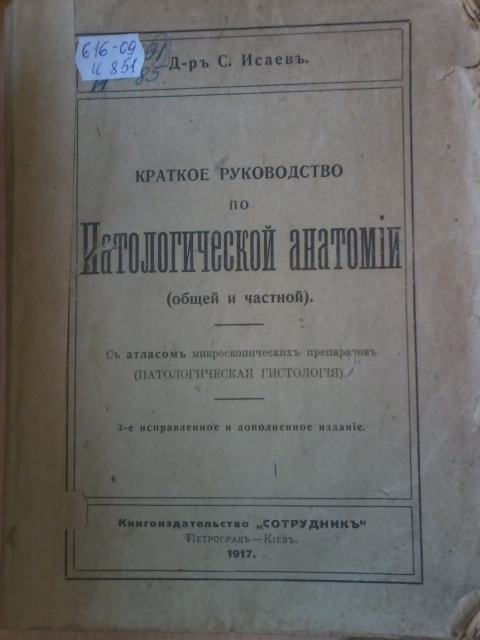 616-09
И 851
Д-ръ С. Исаевъ.
КРАТКОЕ РУКОВОДСТВО
ПО
Патологической анатоміи
(общей и частной).
Съ атласомъ микроскопическихъ препаратовъ
(ПАТОЛОГИЧЕСКАЯ ГИСТОЛОГІЯ)
3-е исправленное и дополненное изданіе.
Книгоиздательство „СОТРУДНИКЪ“
Петроградъ—Кіевъ.
1917.